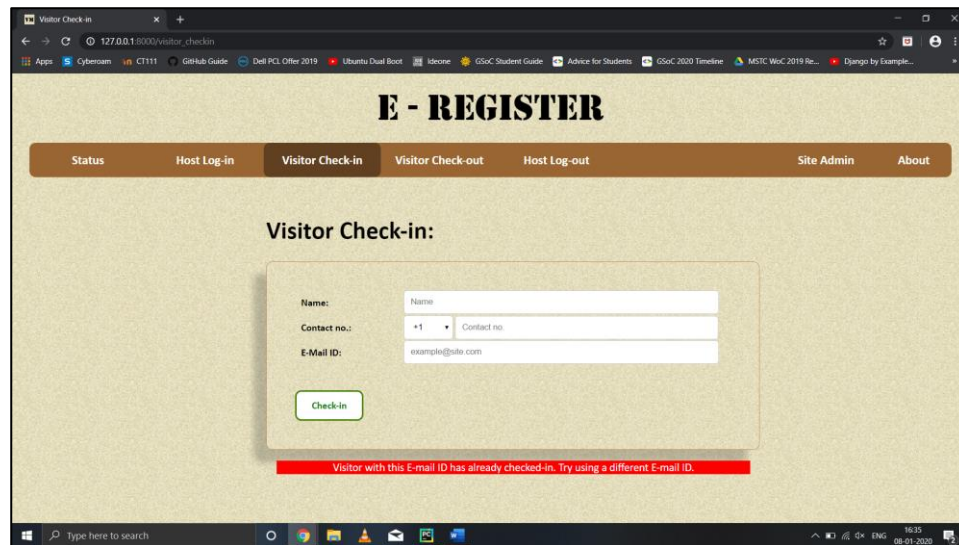 Visitor Check-in
127.0.0.1:8000/visitor_checkin
Apps Cyberoam CT111 GitHub Guide Dell PCL Offer 2019 Ubuntu Dual Boot Ideone GSoC Student Guide Advice for Students GSoC 2020 Timeline MSTC WoC 2019 Re... Django by Example...
E - REGISTER
Status Host Log-in Visitor Check-in Visitor Check-out Host Log-out Site Admin About
Visitor Check-in:
Name: Name
Contact no.: +1 Contact no.
E-Mail ID: example@site.com
Check-in
Visitor with this E-mail ID has already checked-in. Try using a different E-mail ID.
Type here to search
ENG
16:35
08-01-2020